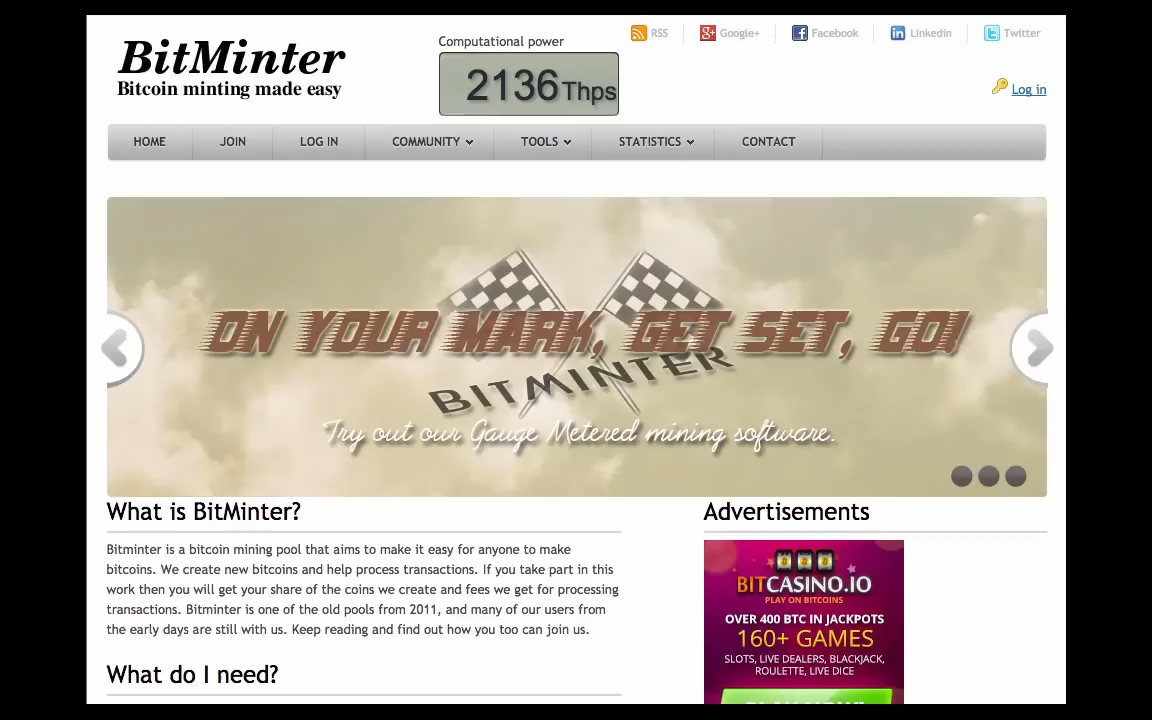 BitMinter
Bitcoin minting made easy
Computational power
2136 Thps
RSS
Google+
Facebook
Linkedin
Twitter
Log in
HOME
JOIN
LOG IN
COMMUNITY
TOOLS
STATISTICS
CONTACT
ON YOUR MARK, GET SET, GO!
BITMINTER
Try out our Gauge Metered mining software.
What is BitMinter?
Bitminter is a bitcoin mining pool that aims to make it easy for anyone to make
bitcoins. We create new bitcoins and help process transactions. If you take part in this
work then you will get your share of the coins we create and fees we get for processing
transactions. Bitminter is one of the old pools from 2011, and many of our users from
the early days are still with us. Keep reading and find out how you too can join us.
What do I need?
Advertisements
BITCASINO.IO
PLAY ON BITCOINS
OVER 400 BTC IN JACKPOTS
160+ GAMES
SLOTS, LIVE DEALERS, BLACKJACK,
ROULETTE, LIVE DICE